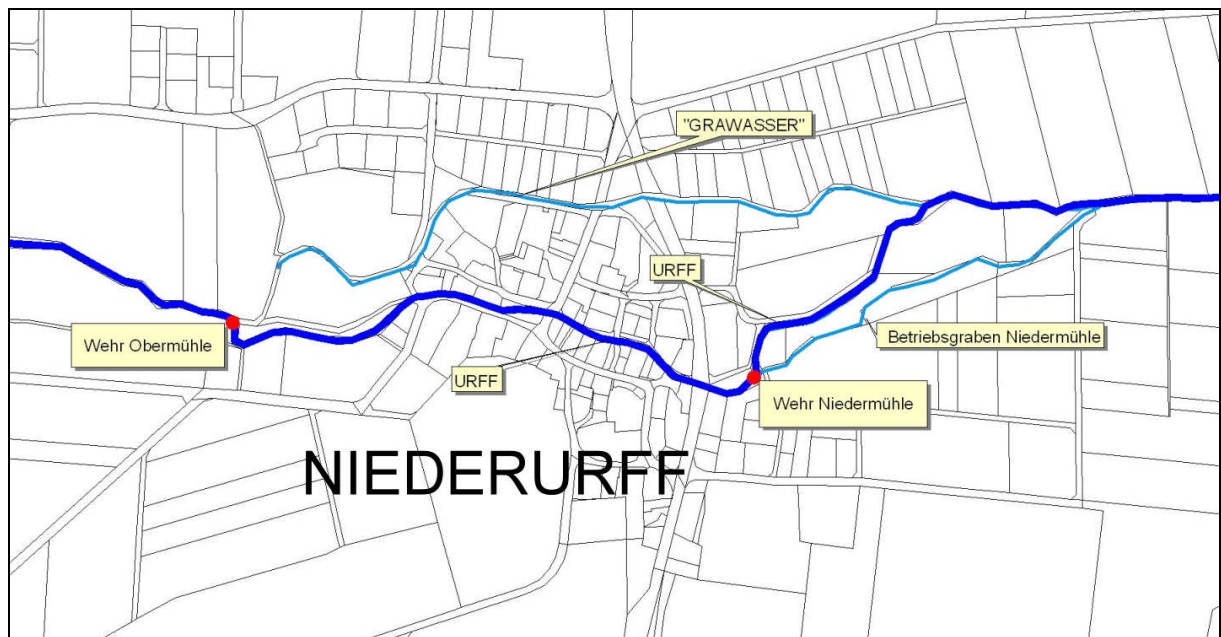 "GRAWASSER"
URFF
Wehr Obermühle
Betriebsgraben Niedermühle
URFF
Wehr Niedermühle
NIEDERURFF